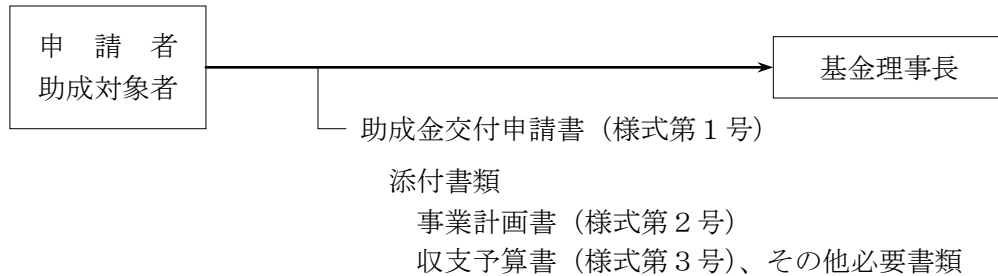 申　請　者
助成対象者
基金理事長
助成金交付申請書（様式第１号）
添付書類
事業計画書（様式第２号）
収支予算書（様式第３号）、その他必要書類